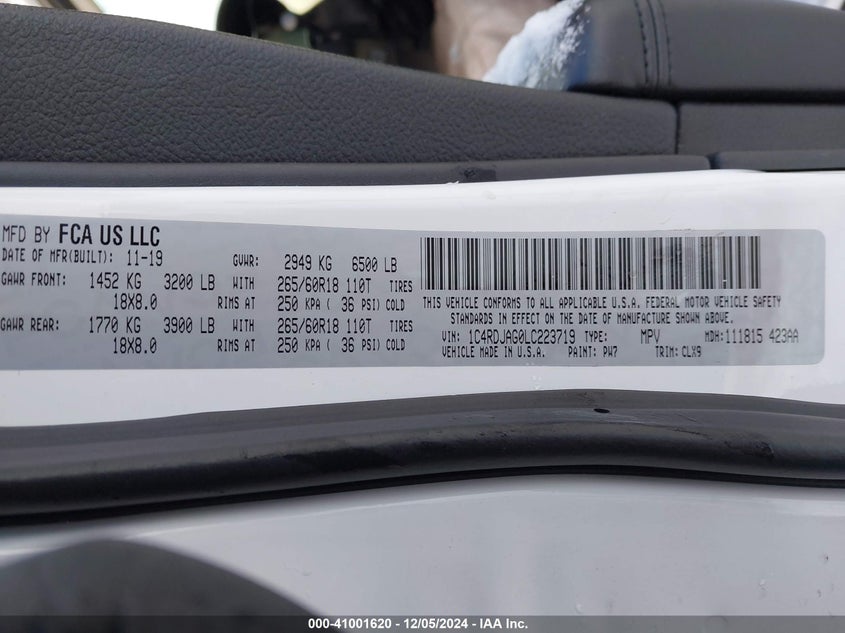 MFD BY FCA US LLC
DATE OF MFR(BUILT): 11-19 GVWR: 2949 KG 6500 LB
GAWR FRONT: 1452 KG 3200 LB WITH 265/60R18 110T TIRES
18X8.0 RIMS AT 250 KPA ( 36 PSI) COLD
GAWR REAR: 1770 KG 3900 LB WITH 265/60R18 110T TIRES
18X8.0 RIMS AT 250 KPA ( 36 PSI) COLD
THIS VEHICLE CONFORMS TO ALL APPLICABLE U.S.A. FEDERAL MOTOR VEHICLE SAFETY
STANDARDS IN EFFECT ON THE DATE OF MANUFACTURE SHOWN ABOVE.
VIN: 1C4RDJAG0LC223719 TYPE: MPV MDH: 111815 423AA
VEHICLE MADE IN U.S.A. PAINT: PW7 TRIM: CLX9
000-41001620 - 12/05/2024 - IAA Inc.